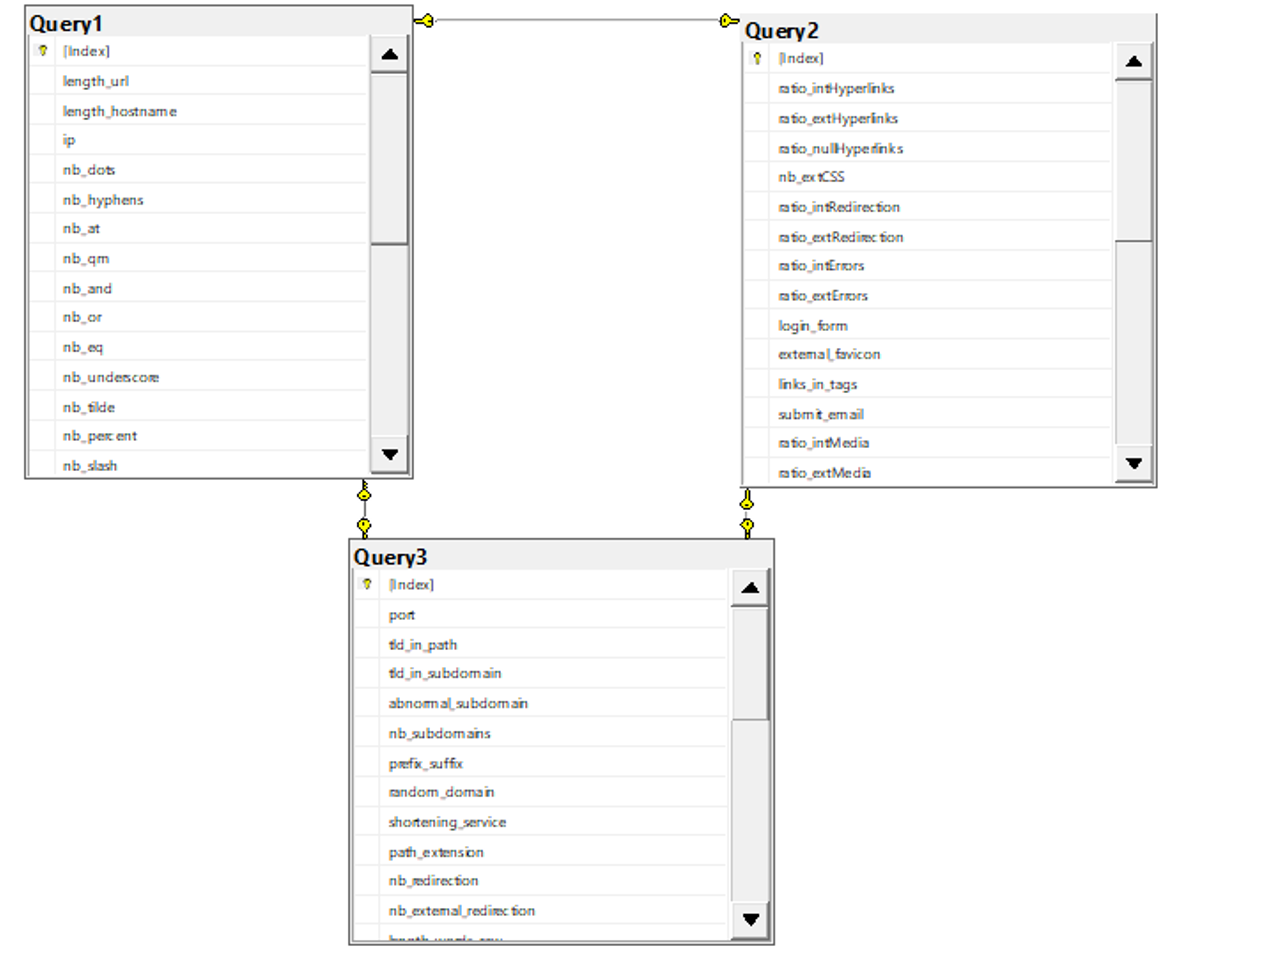 Query1
[Index]
length_url
length_hostname
ip
nb_dots
nb_hyphens
nb_at
nb_qm
nb_and
nb_or
nb_eq
nb_underscore
nb_tilde
nb_percent
nb_slash
Query2
[Index]
ratio_intHyperlinks
ratio_extHyperlinks
ratio_nullHyperlinks
nb_extCSS
ratio_intRedirection
ratio_extRedirection
ratio_intErrors
ratio_extErrors
login_form
external_favicon
links_in_tags
submit_email
ratio_intMedia
ratio_extMedia
Query3
[Index]
port
tld_in_path
tld_in_subdomain
abnormal_subdomain
nb_subdomains
prefix_suffix
random_domain
shortening_service
path_extension
nb_redirection
nb_external_redirection